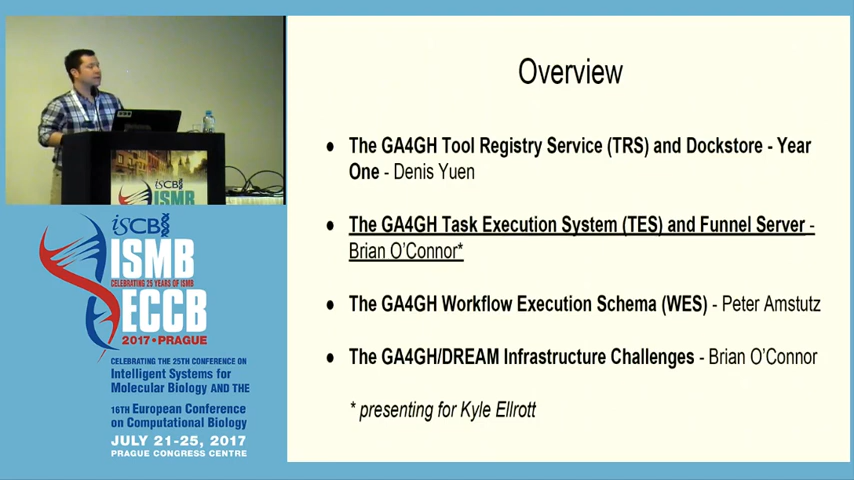 Overview
● The GA4GH Tool Registry Service (TRS) and Dockstore - Year
One - Denis Yuen
● The GA4GH Task Execution System (TES) and Funnel Server -
Brian O'Connor*
● The GA4GH Workflow Execution Schema (WES) - Peter Amstutz
● The GA4GH/DREAM Infrastructure Challenges - Brian O'Connor
* presenting for Kyle Ellrott
isCB
ISMB
isCB
ISMB
CELEBRATING 25 YEARS OF ISMB
ECCB
2017 • PRAGUE
CELEBRATING THE 25TH CONFERENCE ON
Intelligent Systems for
Molecular Biology AND THE
16TH European Conference
on Computational Biology
JULY 21-25, 2017
PRAGUE CONGRESS CENTRE